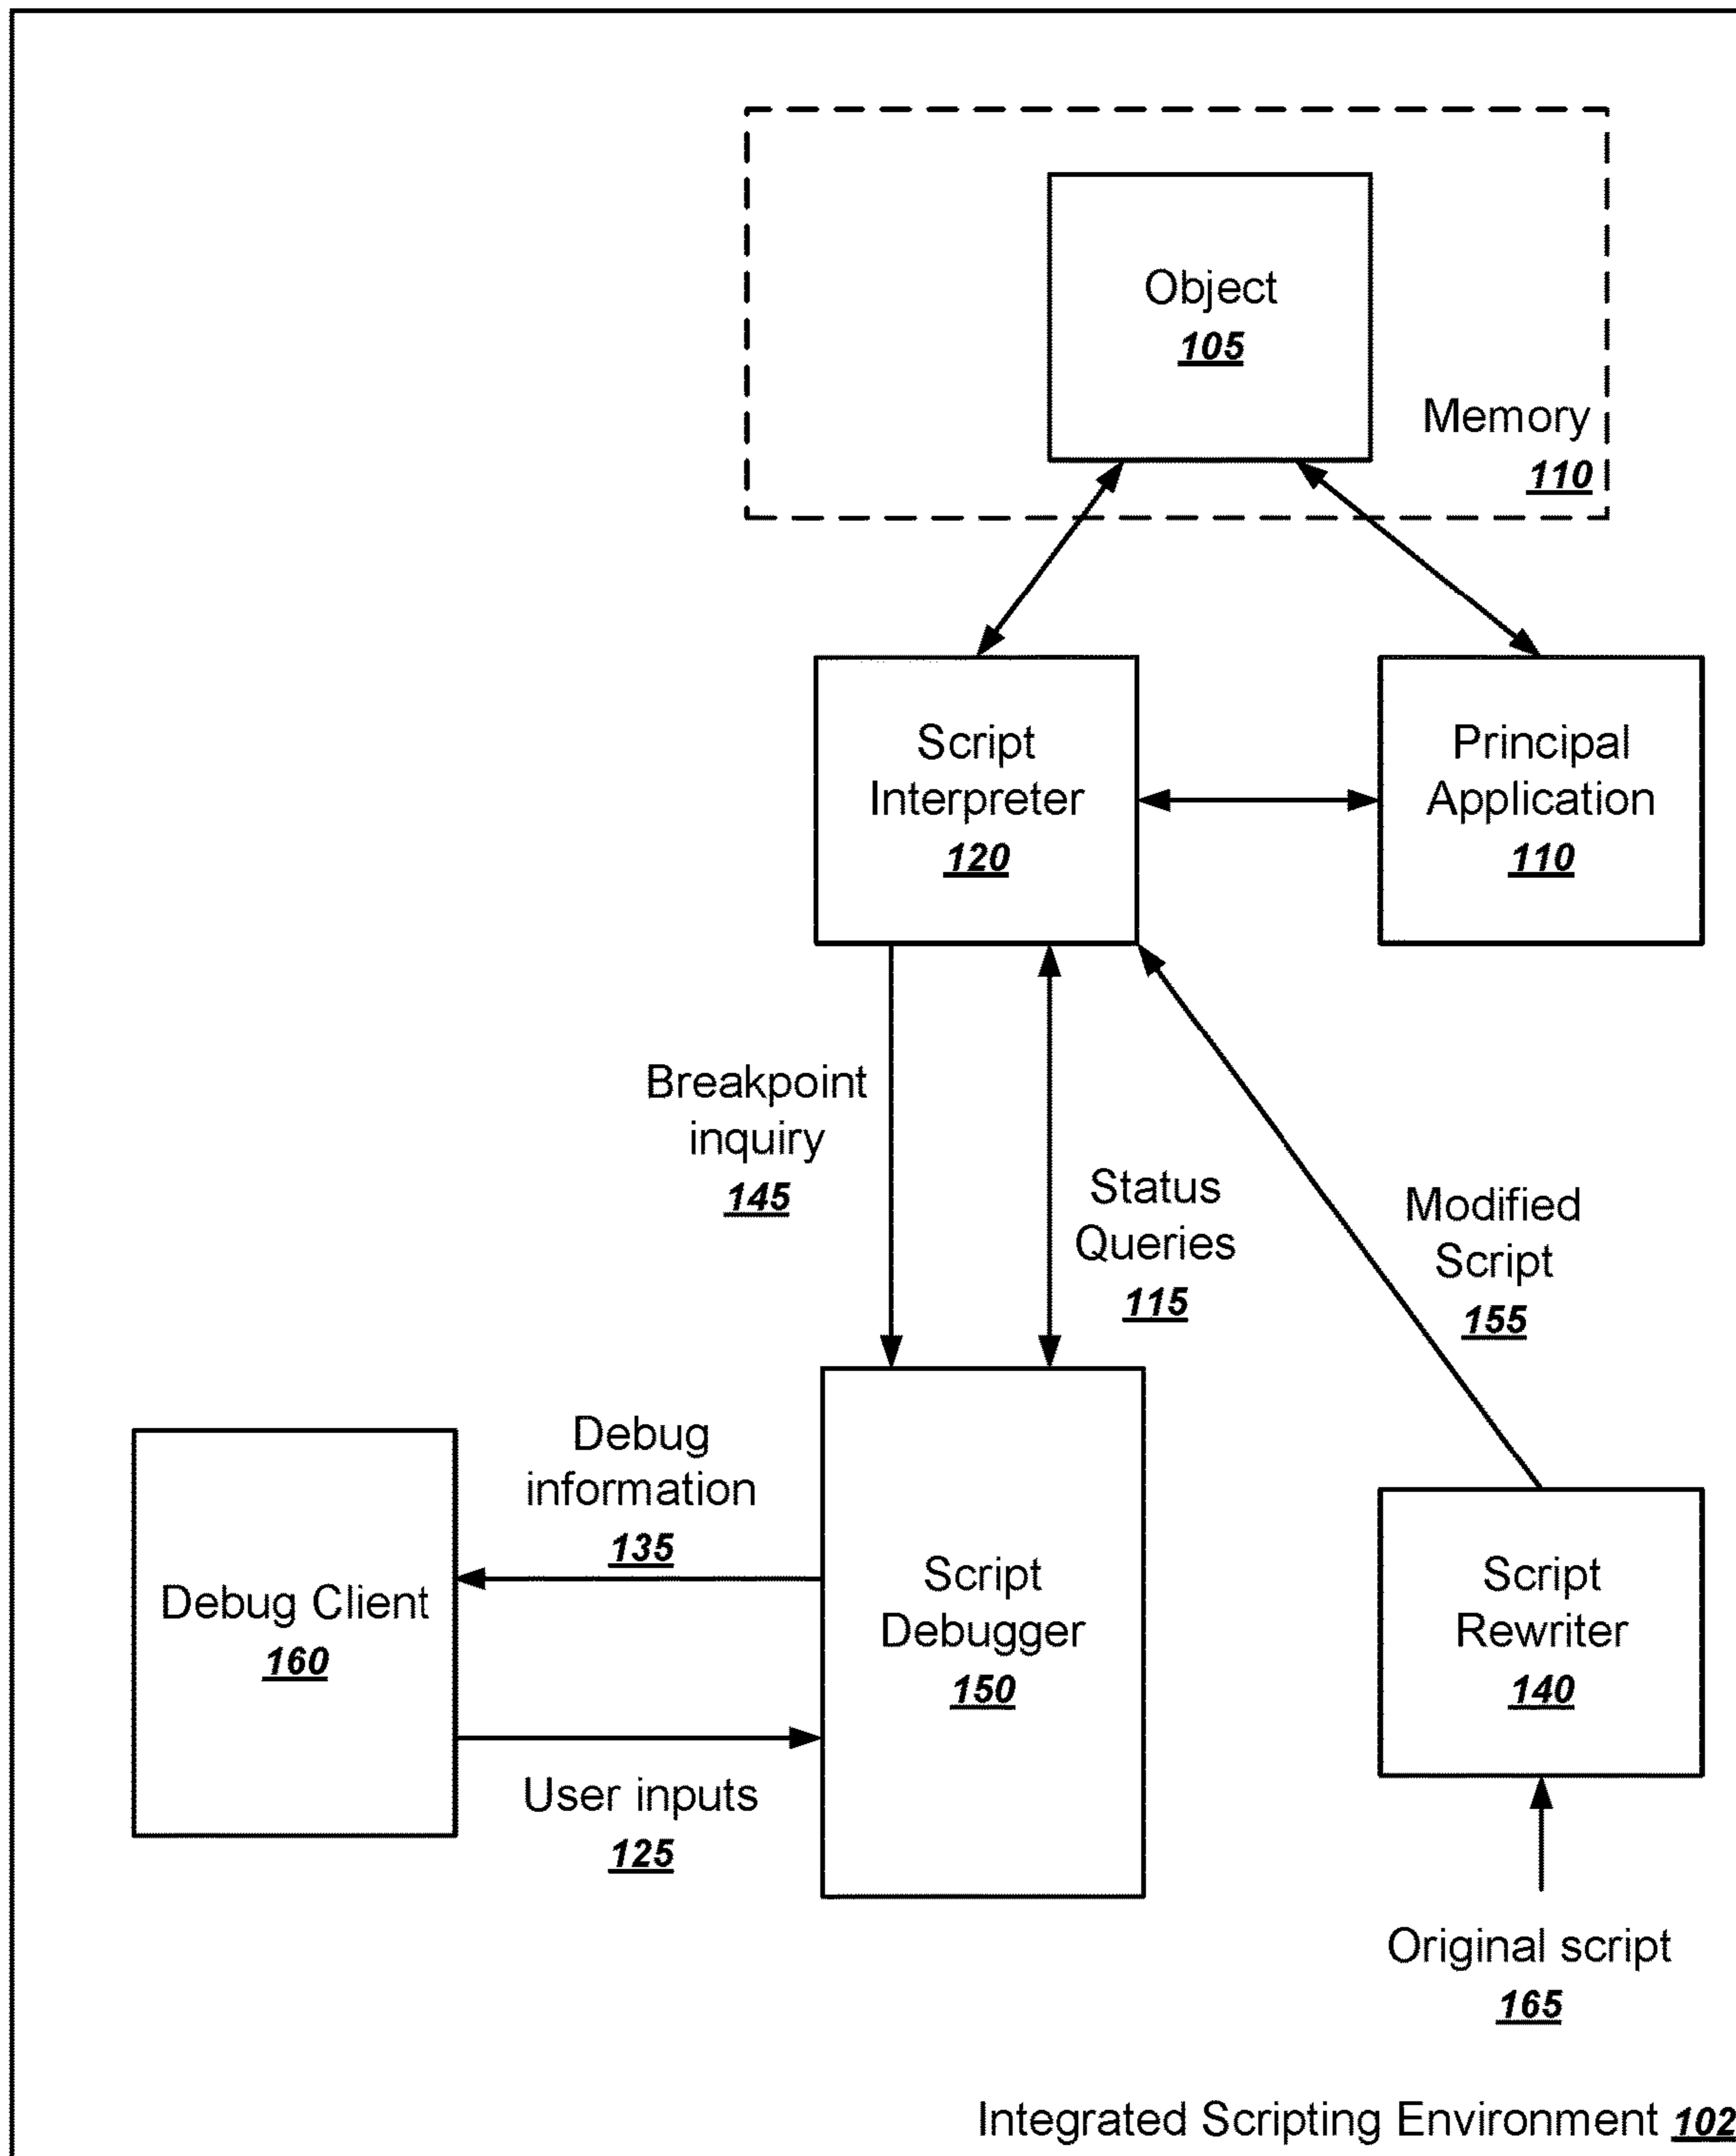 Object
105
Memory
110
Script
Interpreter
120
Principal
Application
110
Breakpoint
inquiry
145
Status
Queries
115
Modified
Script
155
Debug
information
135
Debug Client
160
Script
Debugger
150
Script
Rewriter
140
User inputs
125
Original script
165
Integrated Scripting Environment 102